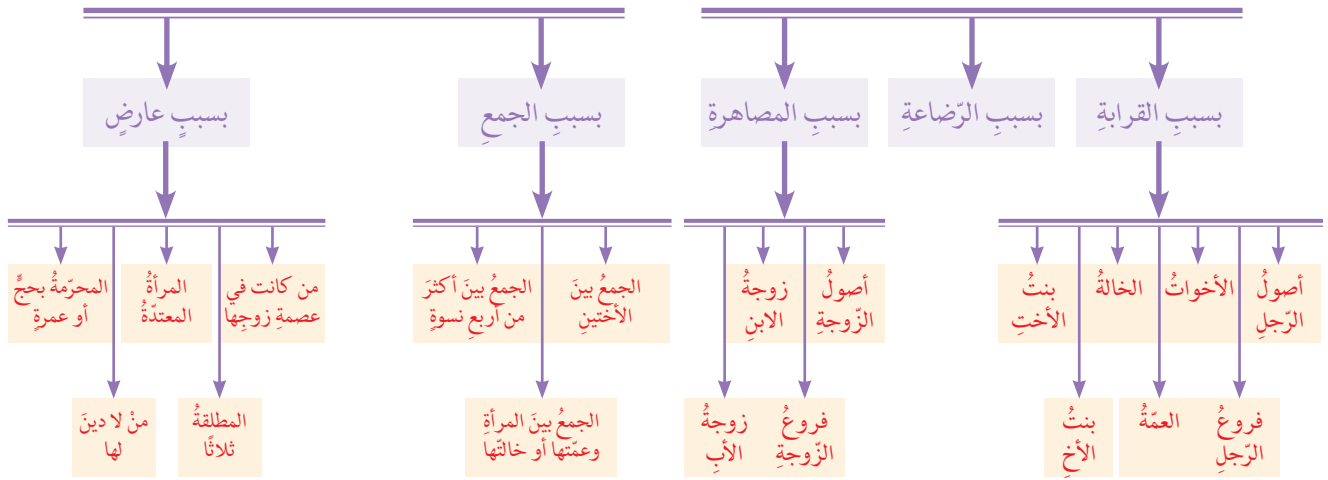 بسببِ القرابةِ
بسببِ الرّضاعةِ
بسببِ المصاهرةِ
بسببِ الجمعِ
بسببٍ عارضٍ
أصولُ
الرّجلِ
الأخواتُ
الخالةُ
بنتُ
الأختِ
فروعُ
الرّجلِ
العمّةُ
بنتُ
الأخِ
أصولُ
الزّوجةِ
زوجةُ
الابنِ
فروعُ
الزّوجةِ
زوجةُ
الأبِ
الجمعُ بينَ
الأختينِ
الجمعُ بينَ أكثرَ
من أربعِ نسوةٍ
الجمعُ بينَ المرأةِ
وعمّتها أو خالتّها
من كانت في
عصمةِ زوجِها
المرأةُ
المعتدّةُ
المحرّمةُ بحجٍّ
أو عمرةٍ
المطلقةُ
ثلاثًا
منْ لا دينَ
لها